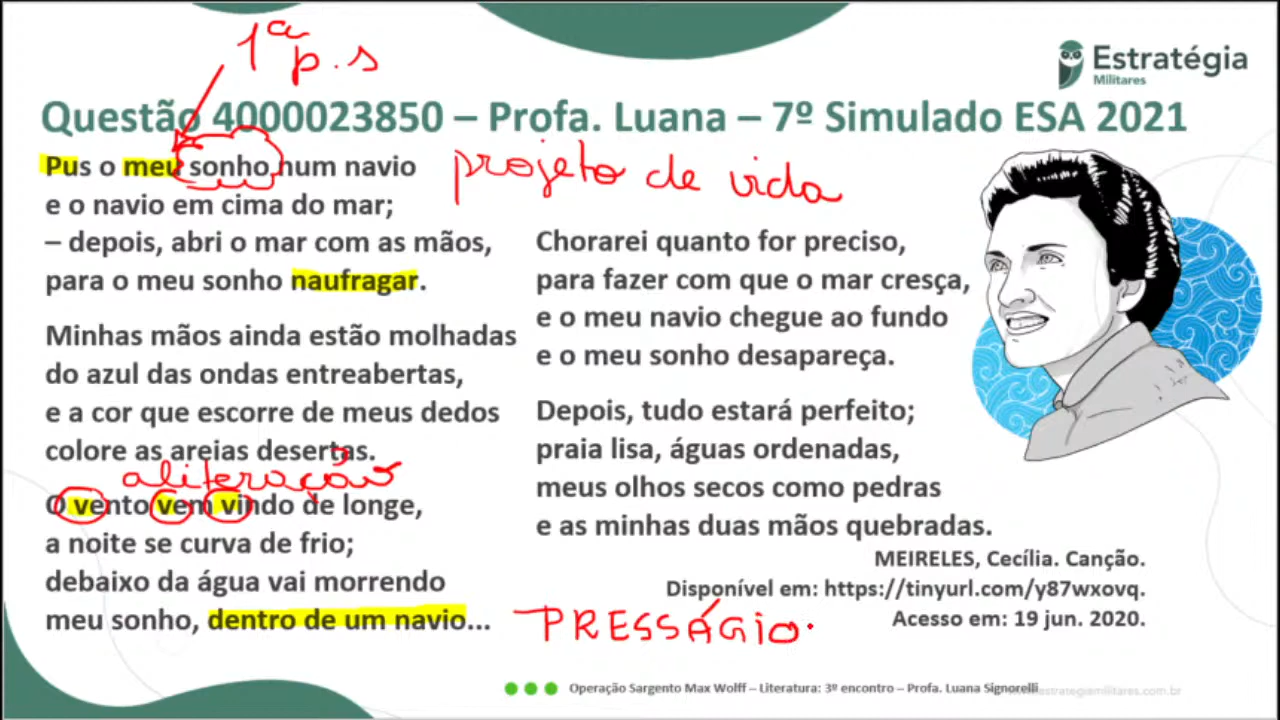 1ª p.s
Estratégia
Militares
Questão 4000023850 – Profa. Luana – 7º Simulado ESA 2021
Pus o meu sonho num navio
projeto de vida
e o navio em cima do mar;
– depois, abri o mar com as mãos,
para o meu sonho naufragar.
Minhas mãos ainda estão molhadas
do azul das ondas entreabertas,
e a cor que escorre de meus dedos
colore as areias desertas.
aliteração
O vento vem vindo de longe,
a noite se curva de frio;
debaixo da água vai morrendo
meu sonho, dentro de um navio...
Chorarei quanto for preciso,
para fazer com que o mar cresça,
e o meu navio chegue ao fundo
e o meu sonho desapareça.
Depois, tudo estará perfeito;
praia lisa, águas ordenadas,
meus olhos secos como pedras
e as minhas duas mãos quebradas.
MEIRELES, Cecília. Canção.
Disponível em: https://tinyurl.com/y87wxovq.
Acesso em: 19 jun. 2020.
PRESSÁGIO.
Operação Sargento Max Wolff – Literatura: 3º encontro – Profa. Luana Signorelli
estrategiamilitares.com.br